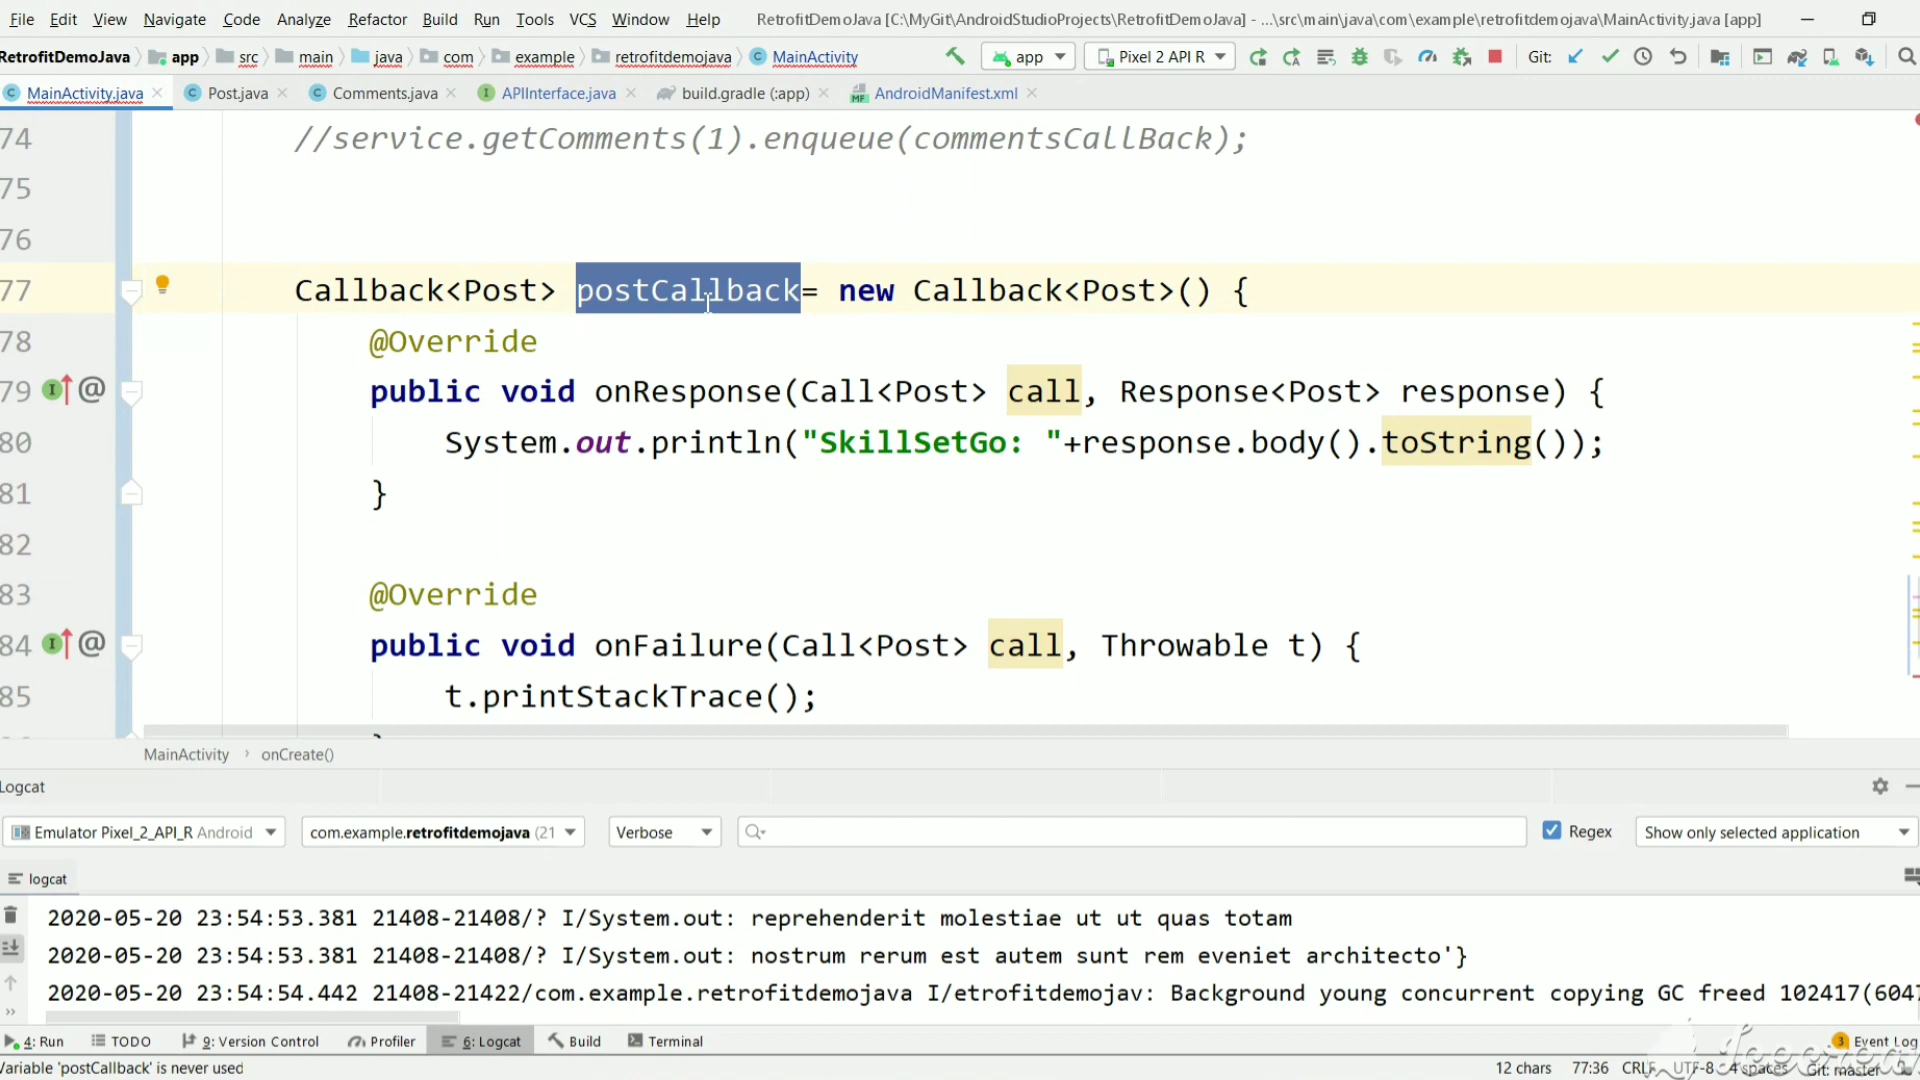 File Edit View Navigate Code Analyze Refactor Build Run Tools VCS Window Help RetrofitDemoJava [C:\MyGit\AndroidStudioProjects\RetrofitDemoJava] - ...\src\main\java\com\example\retrofitdemojava\MainActivity.java [app]
RetrofitDemoJava app src main java com example retrofitdemojava MainActivity app Pixel 2 API R Git:
MainActivity.java Post.java Comments.java APIInterface.java build.gradle (:app) AndroidManifest.xml
74 //service.getComments(1).enqueue(commentsCallBack);
75
76
77 Callback<Post> postCallback= new Callback<Post>() {
78 @Override
79 public void onResponse(Call<Post> call, Response<Post> response) {
80 System.out.println("SkillSetGo: "+response.body().toString());
81 }
82
83 @Override
84 public void onFailure(Call<Post> call, Throwable t) {
85 t.printStackTrace();
MainActivity › onCreate()
Logcat
Emulator Pixel_2_API_R Android com.example.retrofitdemojava (21 Verbose Regex Show only selected application
logcat
2020-05-20 23:54:53.381 21408-21408/? I/System.out: reprehenderit molestiae ut ut quas totam
2020-05-20 23:54:53.381 21408-21408/? I/System.out: nostrum rerum est autem sunt rem eveniet architecto'}
2020-05-20 23:54:54.442 21408-21422/com.example.retrofitdemojava I/etrofitdemojav: Background young concurrent copying GC freed 102417(6047
4: Run TODO 9: Version Control Profiler 6: Logcat Build Terminal 3 Event Log
Variable 'postCallback' is never used 12 chars 77:36 CRLF UTF-8 4 spaces Git: master